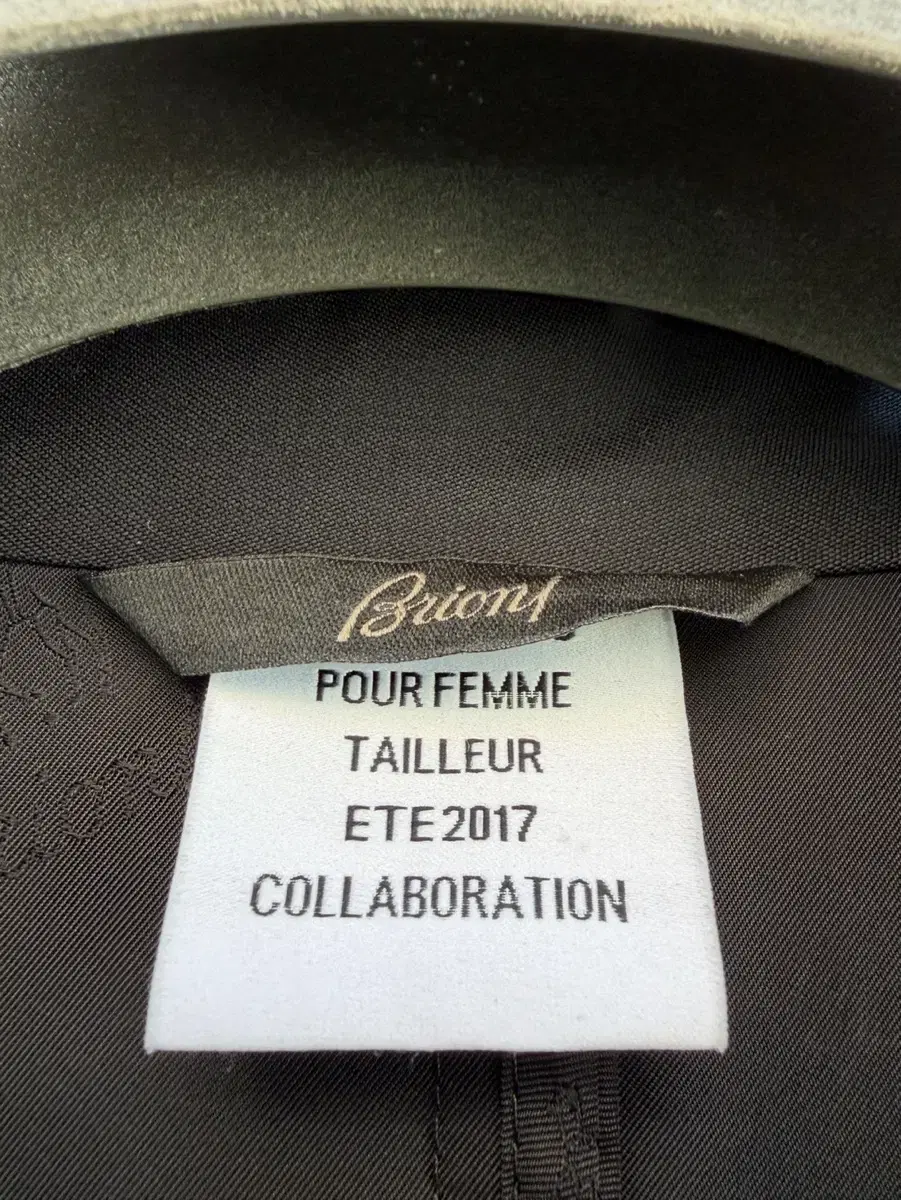 Brioni
POUR FEMME
TAILLEUR
ETE 2017
COLLABORATION